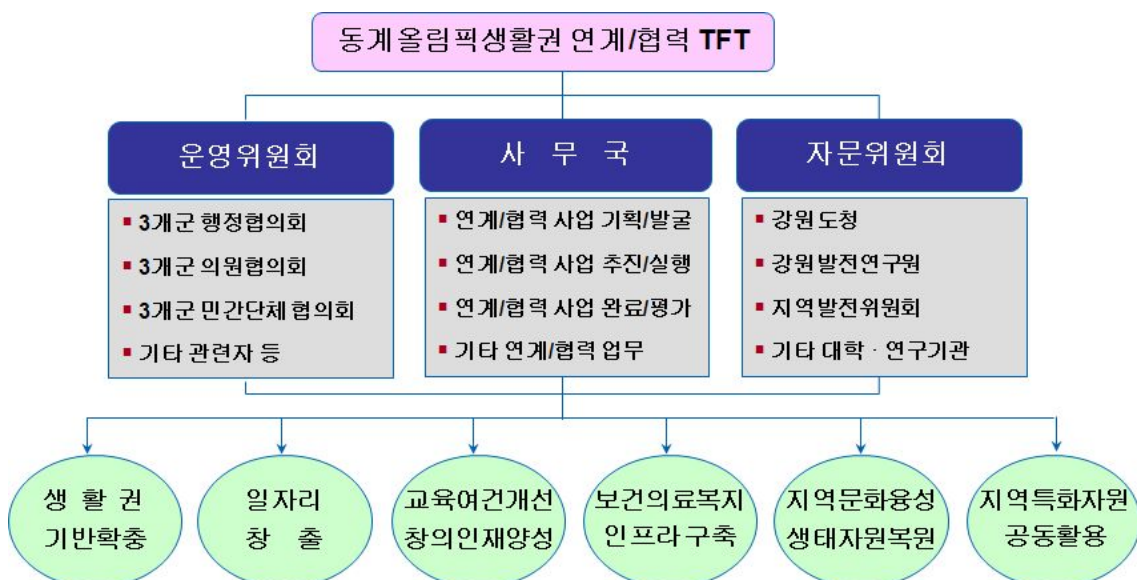 동계올림픽생활권 연계/협력 TFT
운영위원회
▪ 3개군 행정협의회
▪ 3개군 의원협의회
▪ 3개군 민간단체 협의회
▪ 기타 관련자 등
사 무 국
▪ 연계/협력 사업 기획/발굴
▪ 연계/협력 사업 추진/실행
▪ 연계/협력 사업 완료/평가
▪ 기타 연계/협력 업무
자문위원회
▪ 강원도청
▪ 강원발전연구원
▪ 지역발전위원회
▪ 기타 대학 · 연구기관
생 활 권
기반확충
일자리
창 출
교육여건개선
창의인재양성
보건의료복지
인프라 구축
지역문화융성
생태자원복원
지역특화자원
공동활용